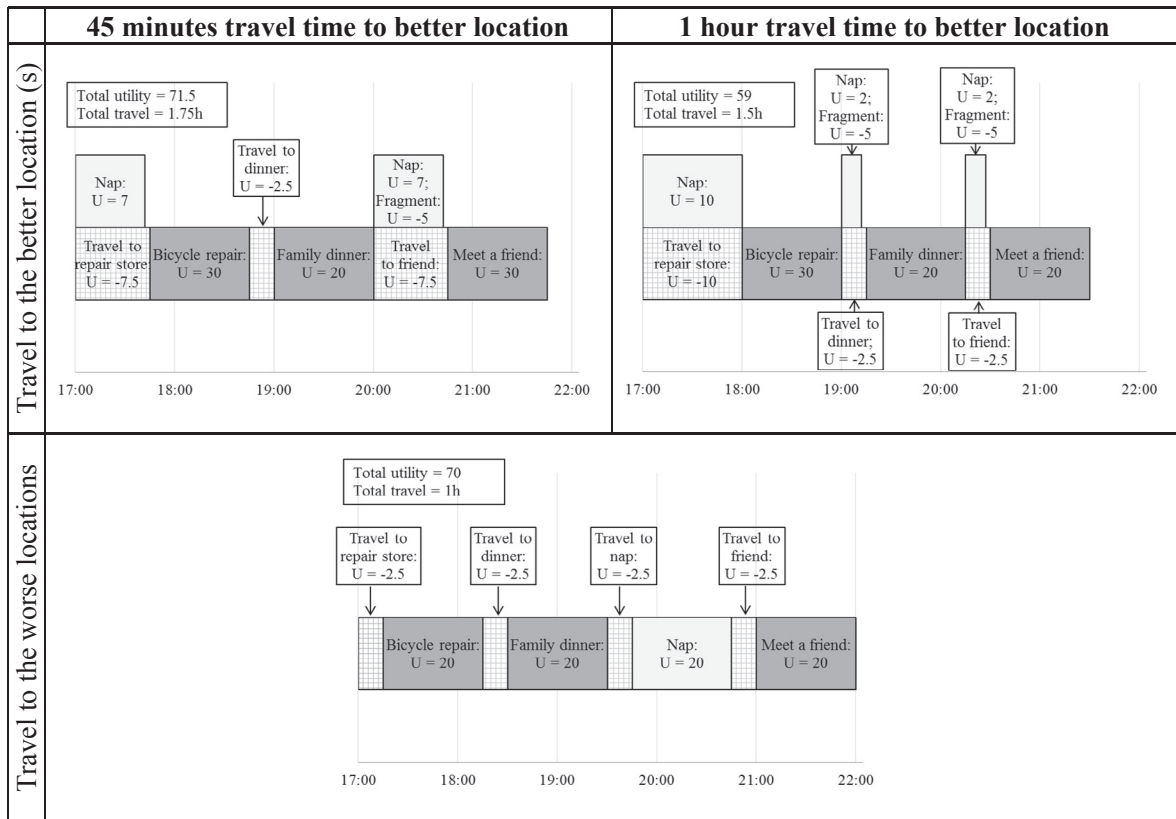 45 minutes travel time to better location
1 hour travel time to better location
Travel to the better location (s)
Total utility = 71.5
Total travel = 1.75h
Travel to
dinner:
U = -2.5
Nap:
U = 7
Nap:
U = 7;
Fragment:
U = -5
Travel to
repair store:
U = -7.5
Bicycle repair:
U = 30
Family dinner:
U = 20
Travel
to friend:
U = -7.5
Meet a friend:
U = 30
17:00
18:00
19:00
20:00
21:00
22:00
Total utility = 59
Total travel = 1.5h
Nap:
U = 2;
Fragment:
U = -5
Nap:
U = 2;
Fragment:
U = -5
Nap:
U = 10
Travel to
repair store:
U = -10
Bicycle repair:
U = 30
Family dinner:
U = 20
Meet a friend:
U = 20
Travel to
dinner;
U = -2.5
Travel
to friend:
U = -2.5
17:00
18:00
19:00
20:00
21:00
22:00
Travel to the worse locations
Total utility = 70
Total travel = 1h
Travel to
repair store:
U = -2.5
Travel to
dinner:
U = -2.5
Travel to
nap:
U = -2.5
Travel to
friend:
U = -2.5
Bicycle repair:
U = 20
Family dinner:
U = 20
Nap:
U = 20
Meet a friend:
U = 20
17:00
18:00
19:00
20:00
21:00
22:00